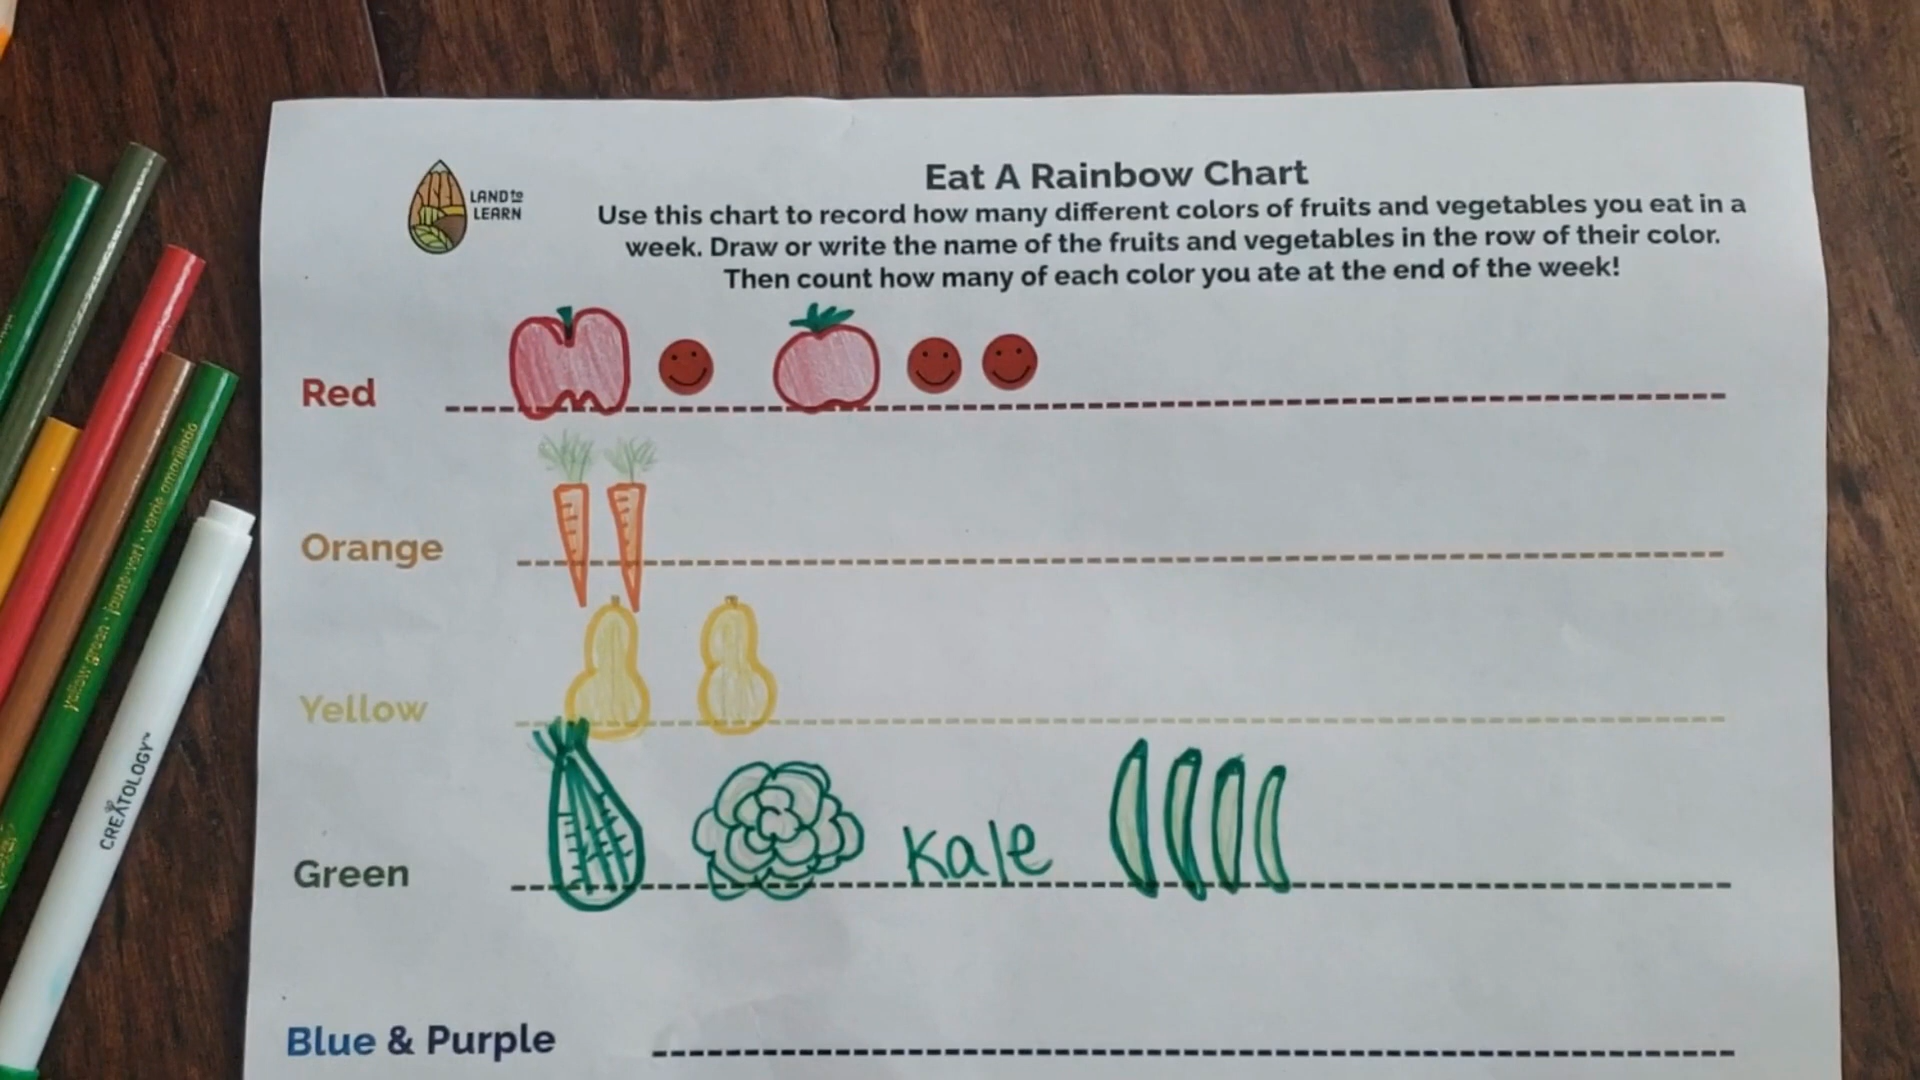 LAND to
LEARN
Eat A Rainbow Chart
Use this chart to record how many different colors of fruits and vegetables you eat in a
week. Draw or write the name of the fruits and vegetables in the row of their color.
Then count how many of each color you ate at the end of the week!
Red
Orange
Yellow
Green
Kale
Blue & Purple
yellow green · jaune-vert · verde amarillado
CREATOLOGY™